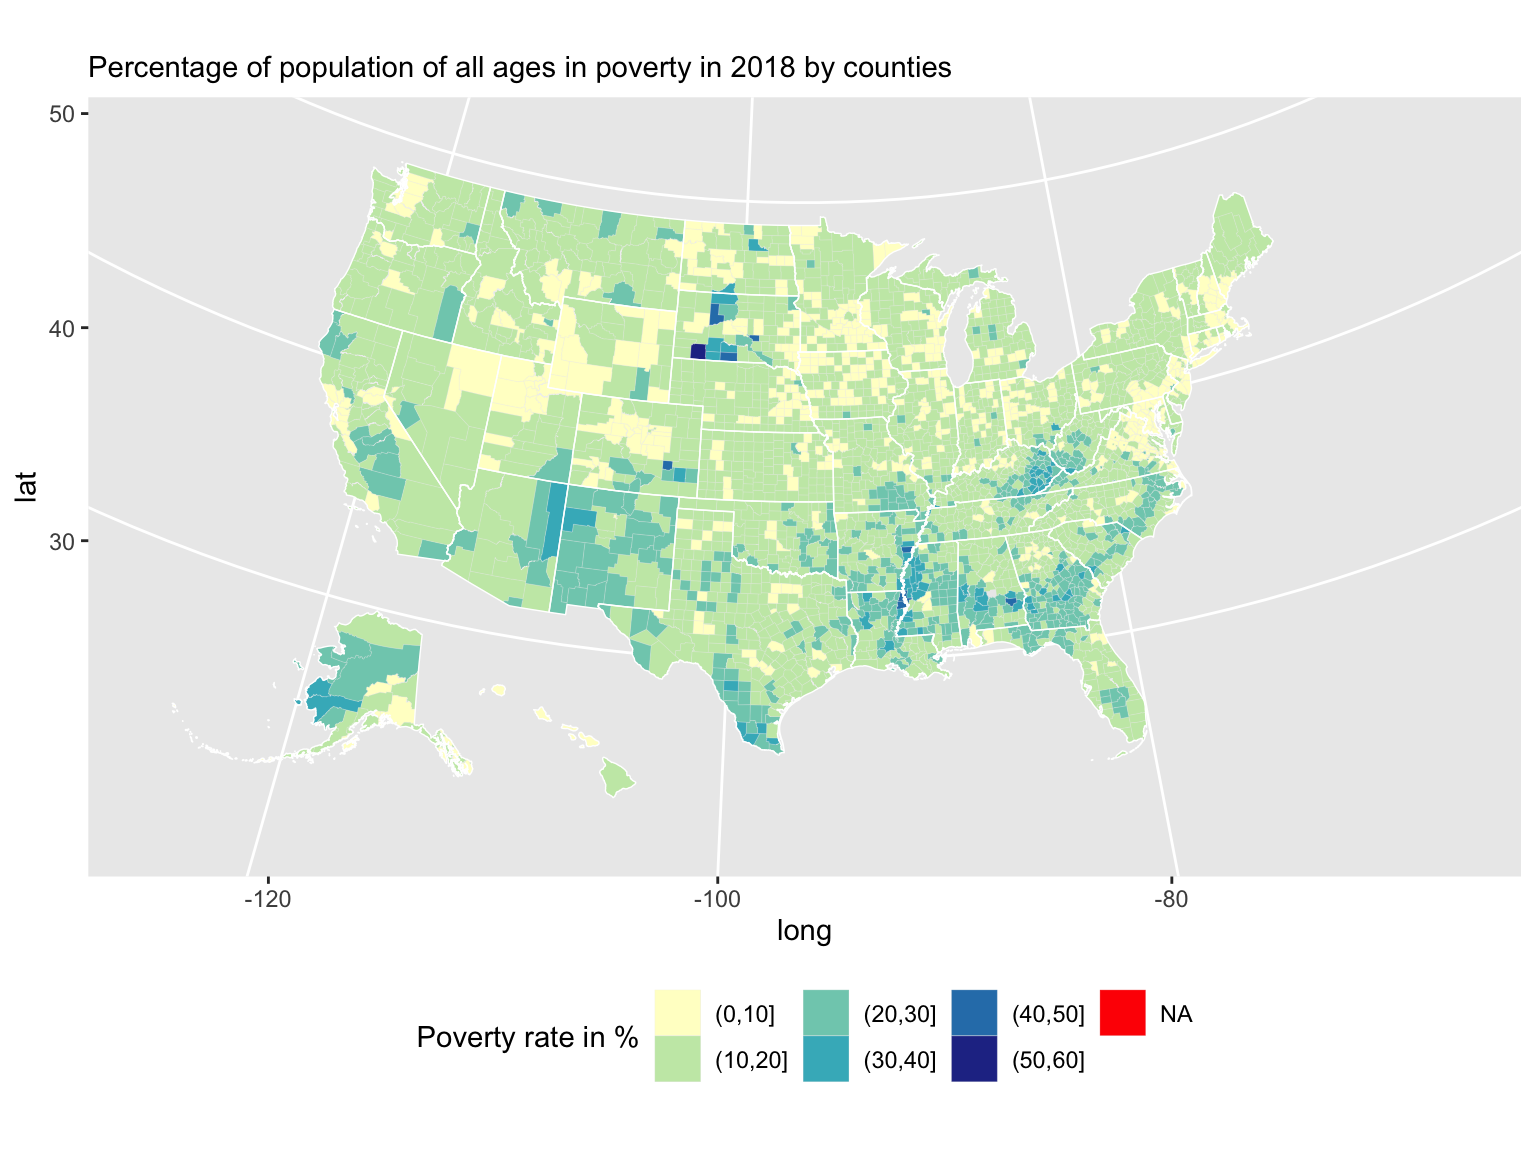 Percentage of population of all ages in poverty in 2018 by counties
50
40
30
lat
-120
-100
-80
long
Poverty rate in %
(0,10]
(20,30]
(40,50]
NA
(10,20]
(30,40]
(50,60]